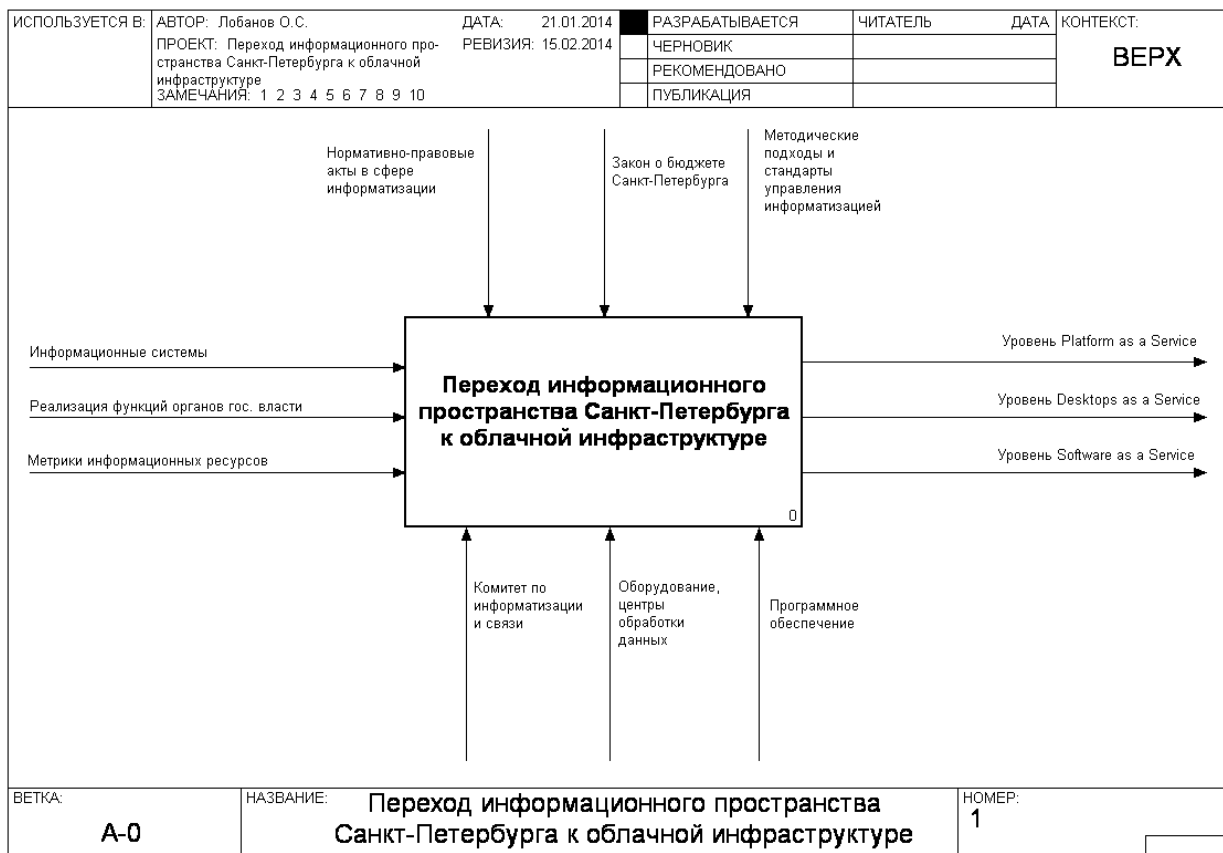 ИСПОЛЬЗУЕТСЯ В:
АВТОР: Лобанов О.С.
ДАТА: 21.01.2014
ПРОЕКТ: Переход информационного про-
странства Санкт-Петербурга к облачной
инфраструктуре
РЕВИЗИЯ: 15.02.2014
ЗАМЕЧАНИЯ: 1 2 3 4 5 6 7 8 9 10
РАЗРАБАТЫВАЕТСЯ
ЧЕРНОВИК
РЕКОМЕНДОВАНО
ПУБЛИКАЦИЯ
ЧИТАТЕЛЬ
ДАТА
КОНТЕКСТ:
ВЕРХ
Нормативно-правовые
акты в сфере
информатизации
Закон о бюджете
Санкт-Петербурга
Методические
подходы и
стандарты
управления
информатизацией
Информационные системы
Реализация функций органов гос. власти
Метрики информационных ресурсов
Переход информационного
пространства Санкт-Петербурга
к облачной инфраструктуре
0
Уровень Platform as a Service
Уровень Desktops as a Service
Уровень Software as a Service
Комитет по
информатизации
и связи
Оборудование,
центры
обработки
данных
Программное
обеспечение
ВЕТКА:
А-0
НАЗВАНИЕ:
Переход информационного пространства
Санкт-Петербурга к облачной инфраструктуре
НОМЕР:
1